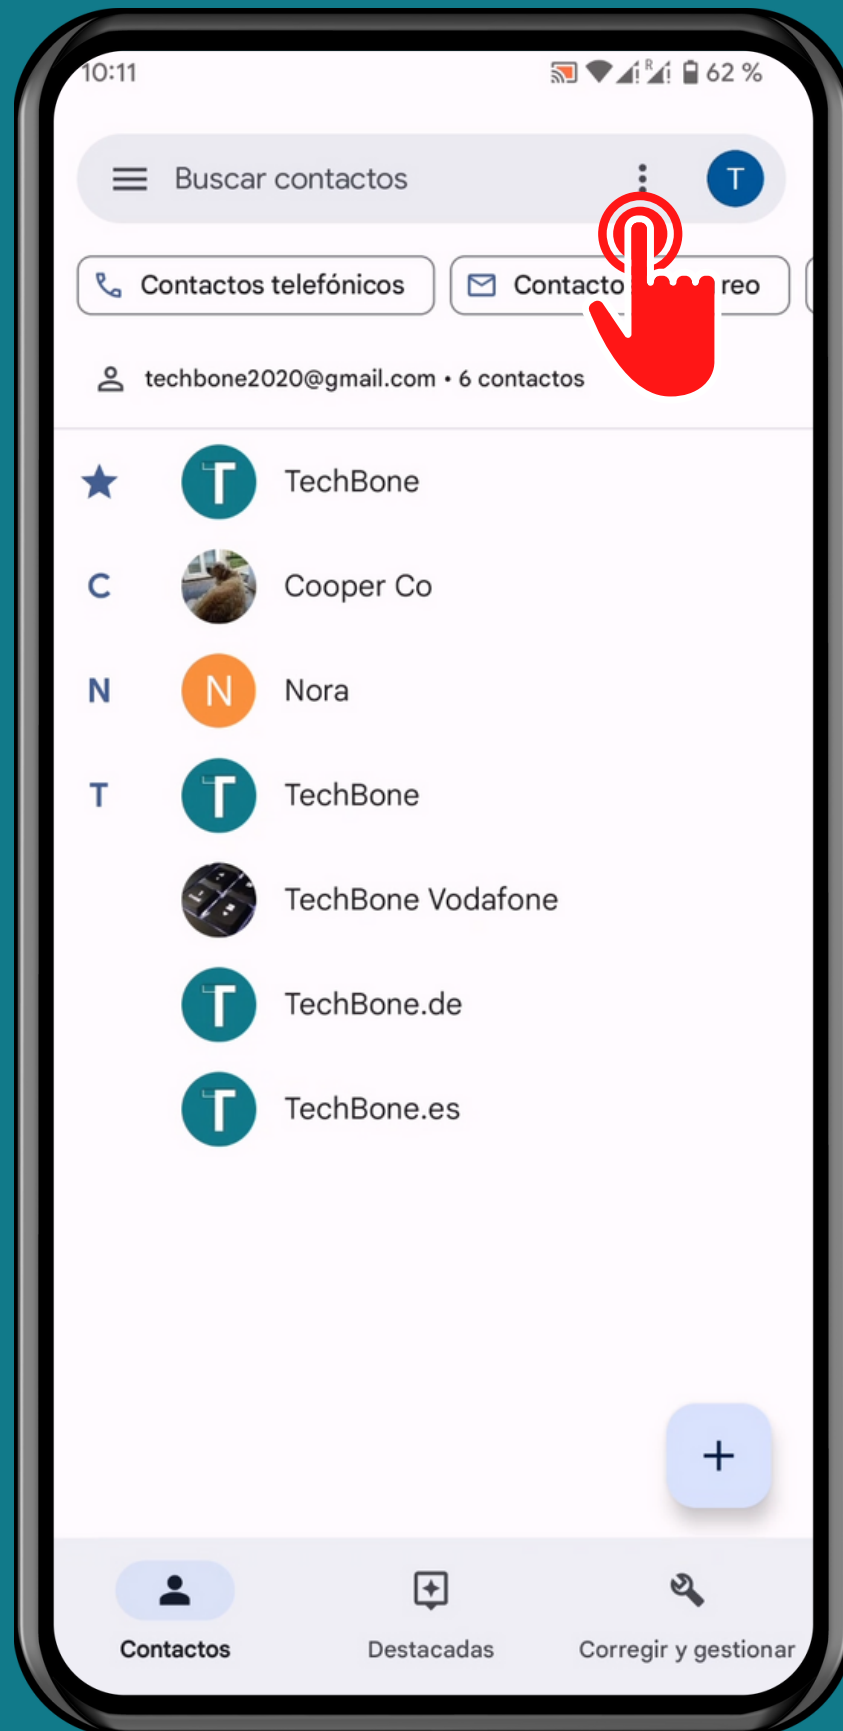 10:11 R 62 %
Buscar contactos T
Contactos telefónicos Contacto reo
techbone2020@gmail.com • 6 contactos
T TechBone
C Cooper Co
N N Nora
T T TechBone
TechBone Vodafone
T TechBone.de
T TechBone.es
+
Contactos Destacadas Corregir y gestionar